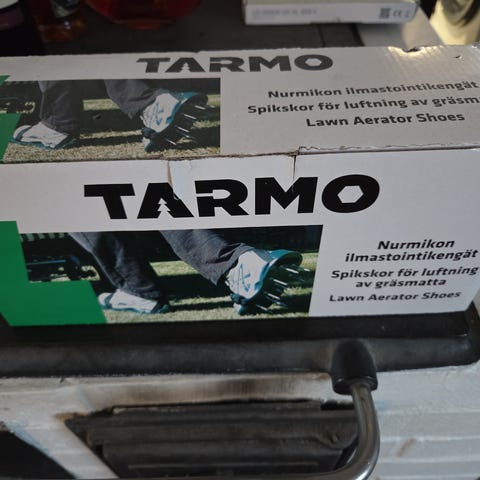 TARMO
Nurmikon ilmastointikengät
Spikskor för luftning av gräsma
Lawn Aerator Shoes
TARMO
Nurmikon
ilmastointikengät
Spikskor för luftning
av gräsmatta
Lawn Aerator Shoes